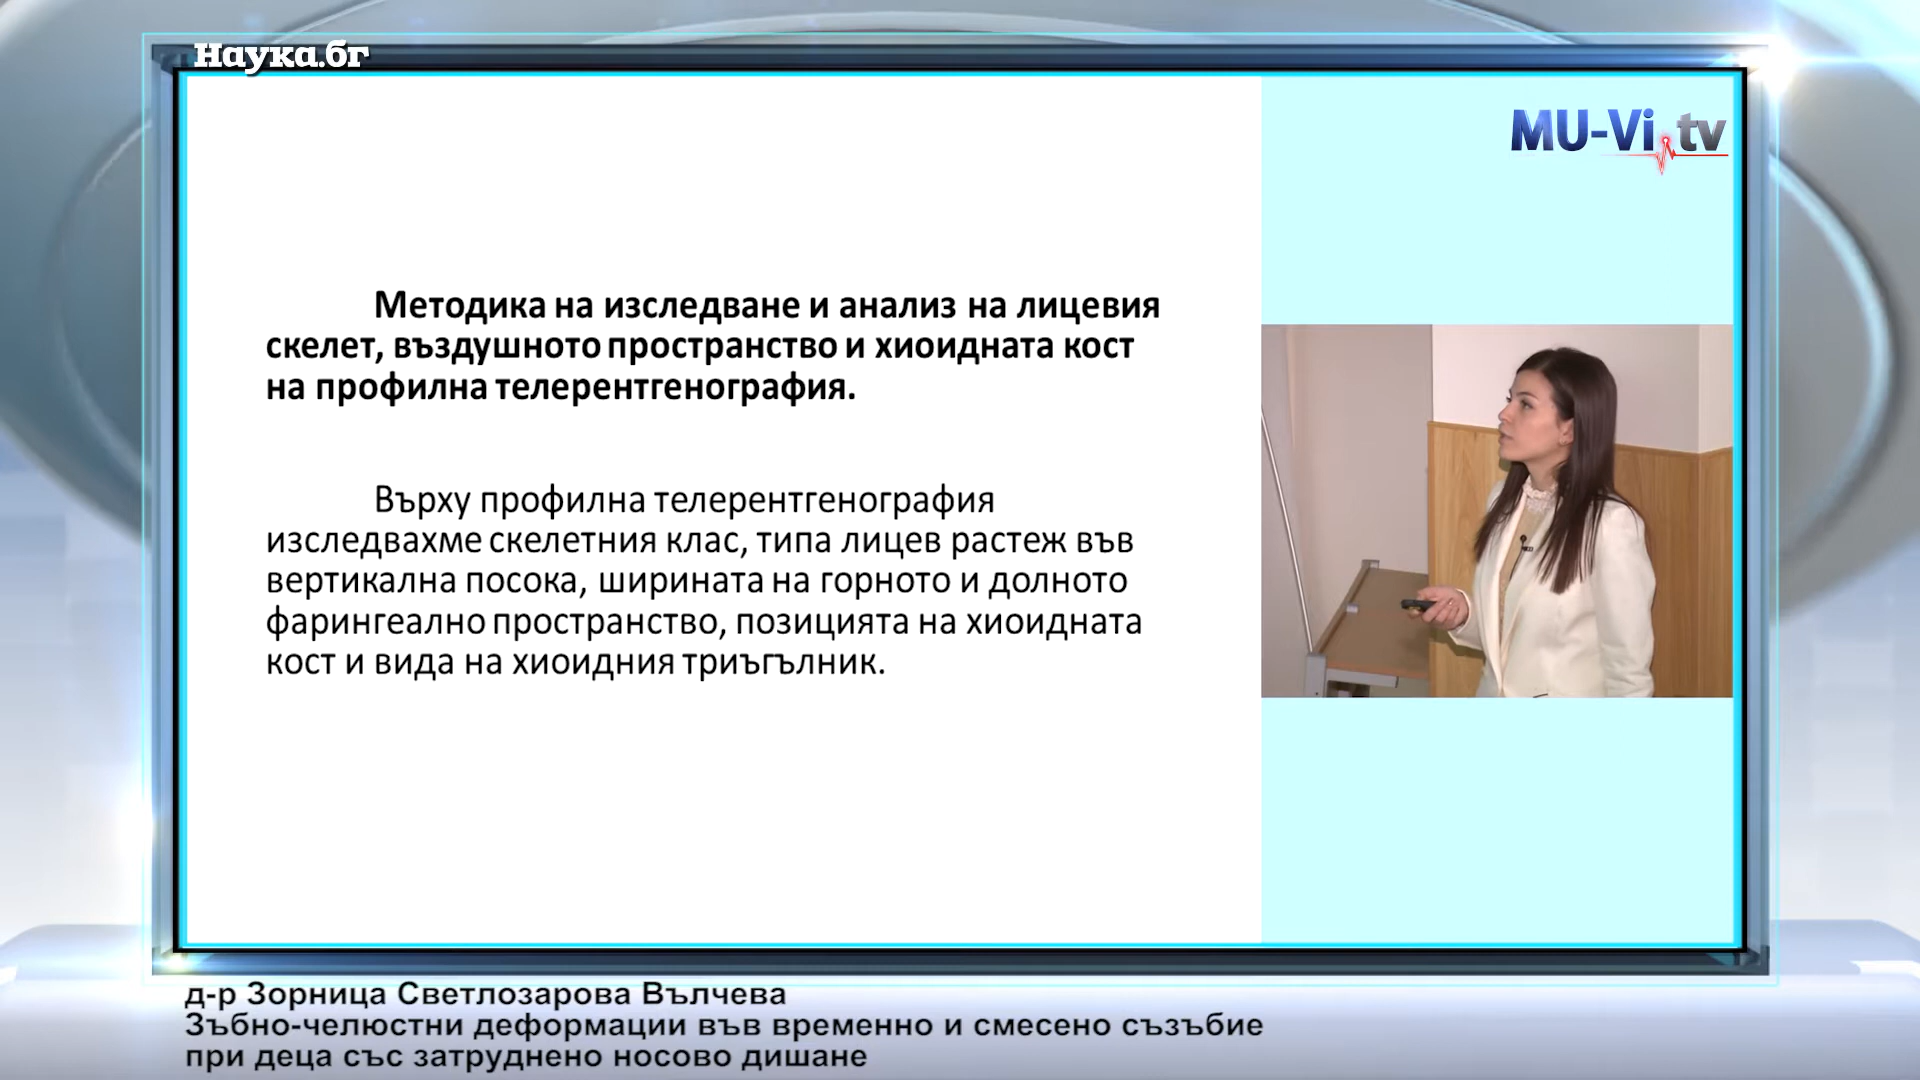 Наука.бг
MU-Vi.tv
Методика на изследване и анализ на лицевия
скелет, въздушното пространство и хиоидната кост
на профилна телерентгенография.
Върху профилна телерентгенография
изследвахме скелетния клас, типа лицев растеж във
вертикална посока, ширината на горното и долното
фарингеално пространство, позицията на хиоидната
кост и вида на хиоидния триъгълник.
д-р Зорница Светлозарова Вълчева
Зъбно-челюстни деформации във временно и смесено съзъбие
при деца със затруднено носово дишане